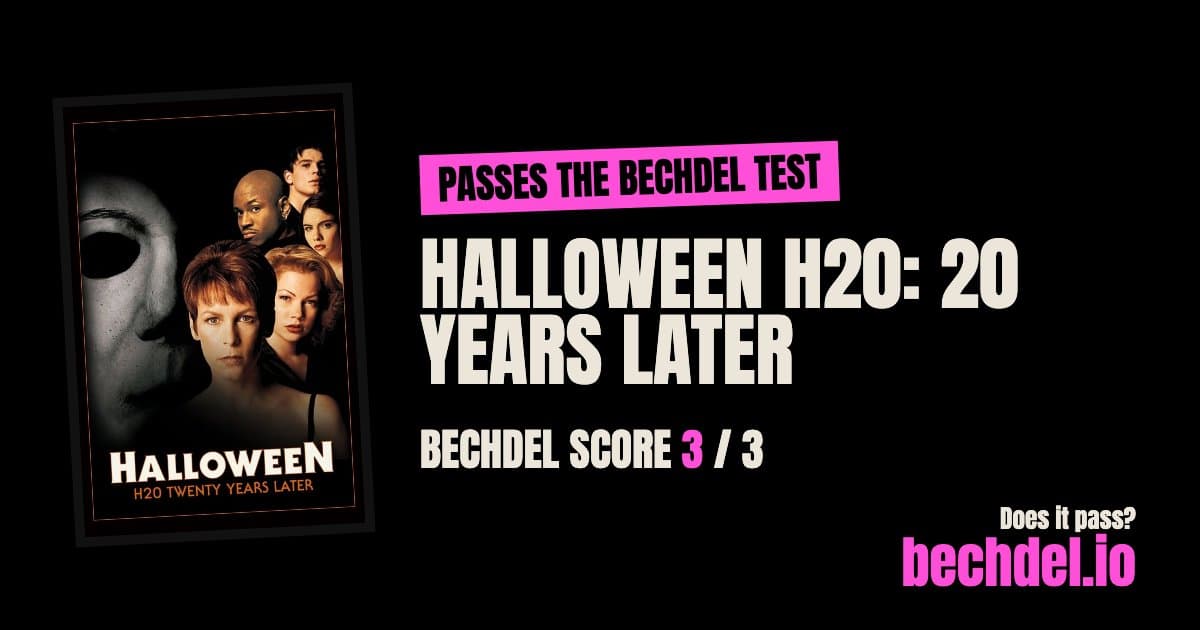 PASSES THE BECHDEL TEST
HALLOWEEN H20: 20
YEARS LATER
BECHDEL SCORE 3 / 3
HALLOWEEN
H20 TWENTY YEARS LATER
Does it pass?
bechdel.io